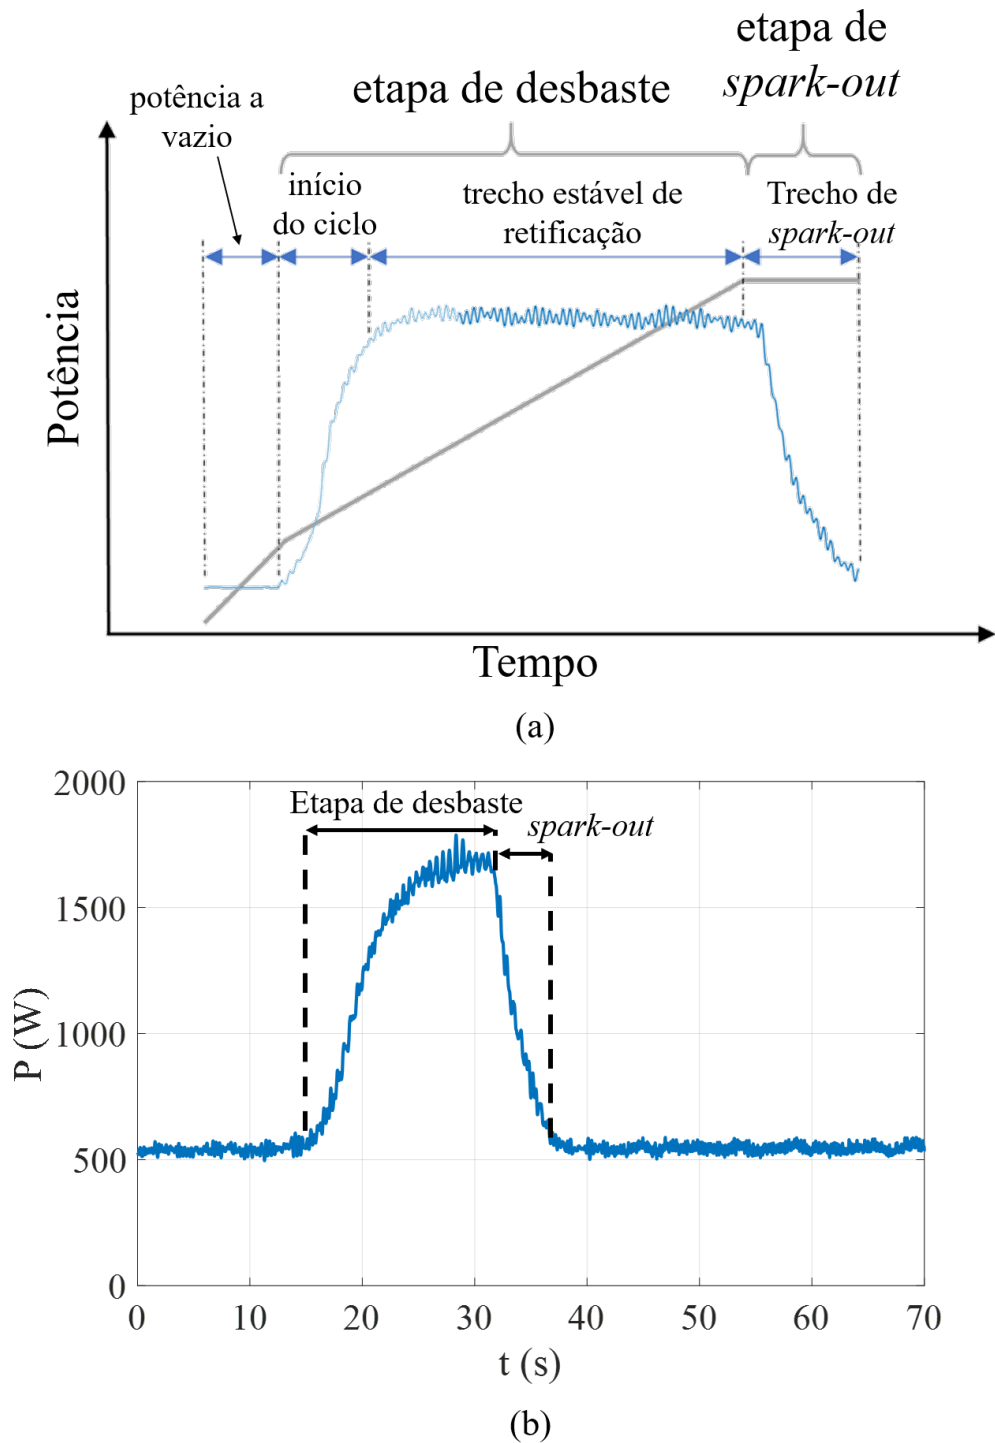 etapa de
spark-out
etapa de desbaste
potência a
vazio
início
do ciclo
trecho estável de
retificação
Trecho de
spark-out
Potência
Tempo
(a)
2000
Etapa de desbaste
spark-out
1500
1000
500
0
P (W)
0 10 20 30 40 50 60 70
t (s)
(b)